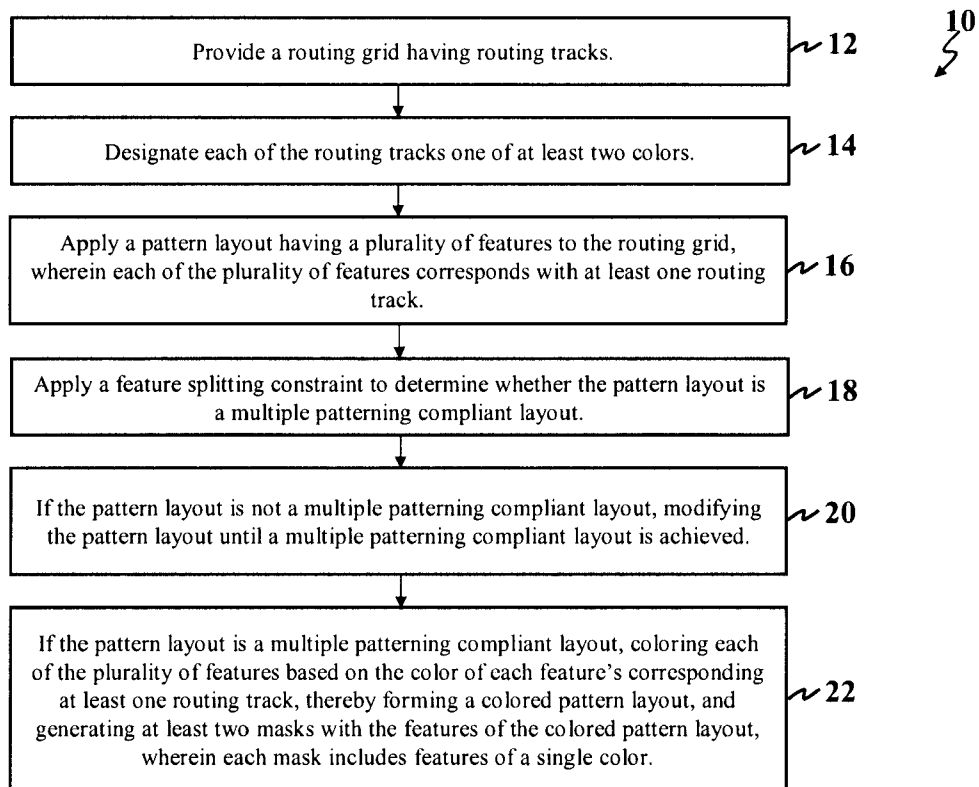 10
Provide a routing grid having routing tracks.
12
Designate each of the routing tracks one of at least two colors.
14
Apply a pattern layout having a plurality of features to the routing grid,
wherein each of the plurality of features corresponds with at least one routing
track.
16
Apply a feature splitting constraint to determine whether the pattern layout is
a multiple patterning compliant layout.
18
If the pattern layout is not a multiple patterning compliant layout, modifying
the pattern layout until a multiple patterning compliant layout is achieved.
20
If the pattern layout is a multiple patterning compliant layout, coloring each
of the plurality of features based on the color of each feature's corresponding
at least one routing track, thereby forming a colored pattern layout, and
generating at least two masks with the features of the colored pattern layout,
wherein each mask includes features of a single color.
22